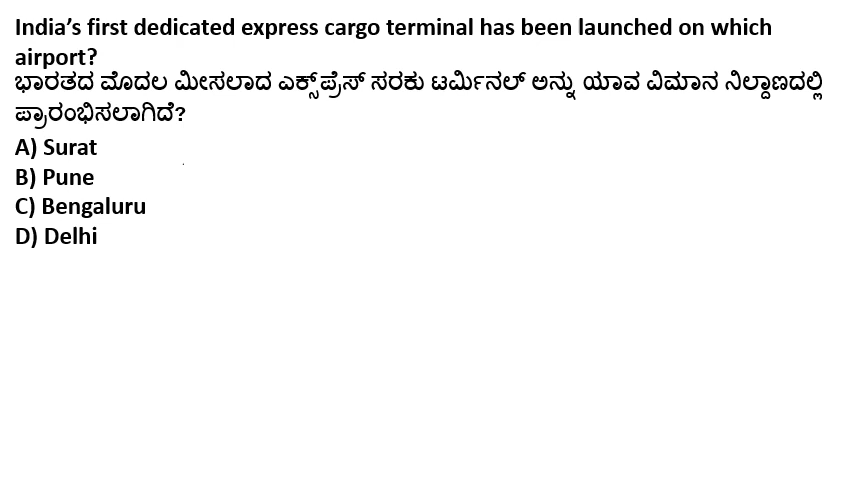 India’s first dedicated express cargo terminal has been launched on which
airport?
ಭಾರತದ ಮೊದಲ ಮೀಸಲಾದ ಎಕ್ಸ್‌ಪ್ರೆಸ್ ಸರಕು ಟರ್ಮಿನಲ್ ಅನ್ನು ಯಾವ ವಿಮಾನ ನಿಲ್ದಾಣದಲ್ಲಿ
ಪ್ರಾರಂಭಿಸಲಾಗಿದೆ?
A) Surat
B) Pune
C) Bengaluru
D) Delhi